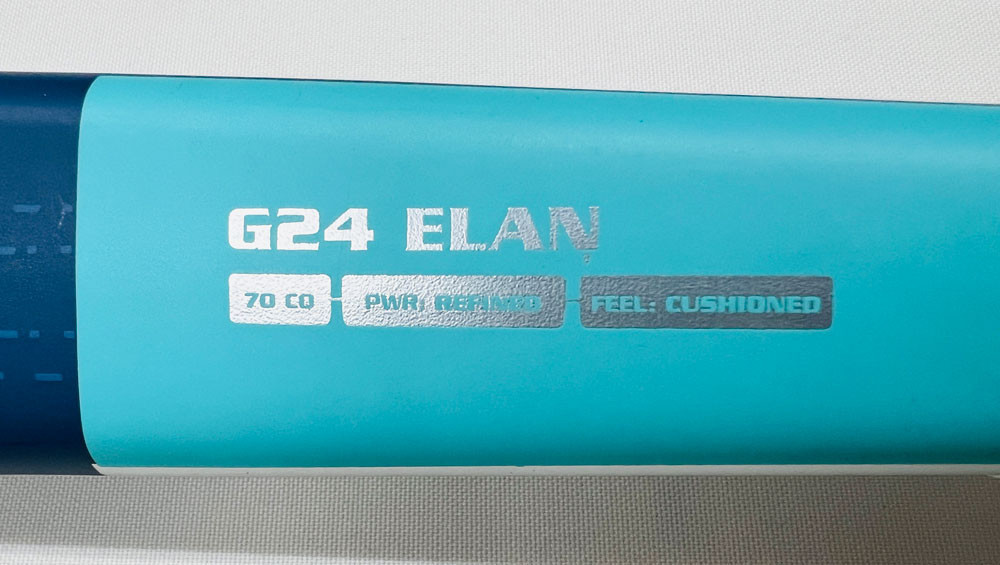 G24 ELAN
70 CQ PWR: REFINED FEEL: CUSHIONED